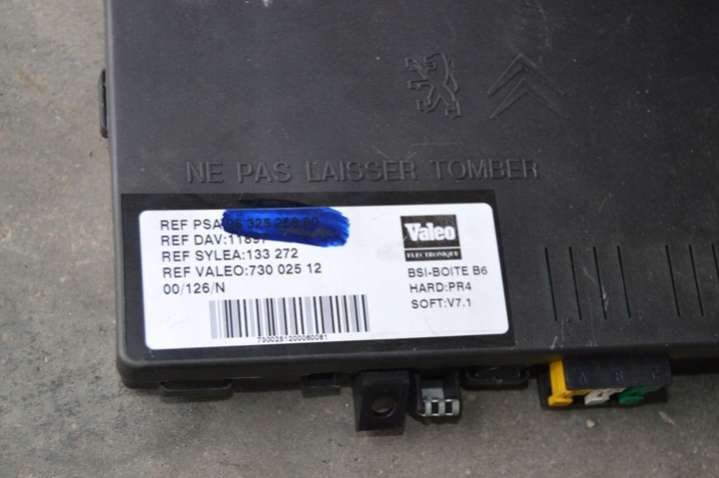 NE PAS LAISSER TOMBER
REF PSA:
REF DAV:
REF SYLEA:133 272
REF VALEO:730 025 12
00/126/N
Valeo
ELECTRONIQUE
BSI-BOITE B6
HARD:PR4
SOFT:V7.1